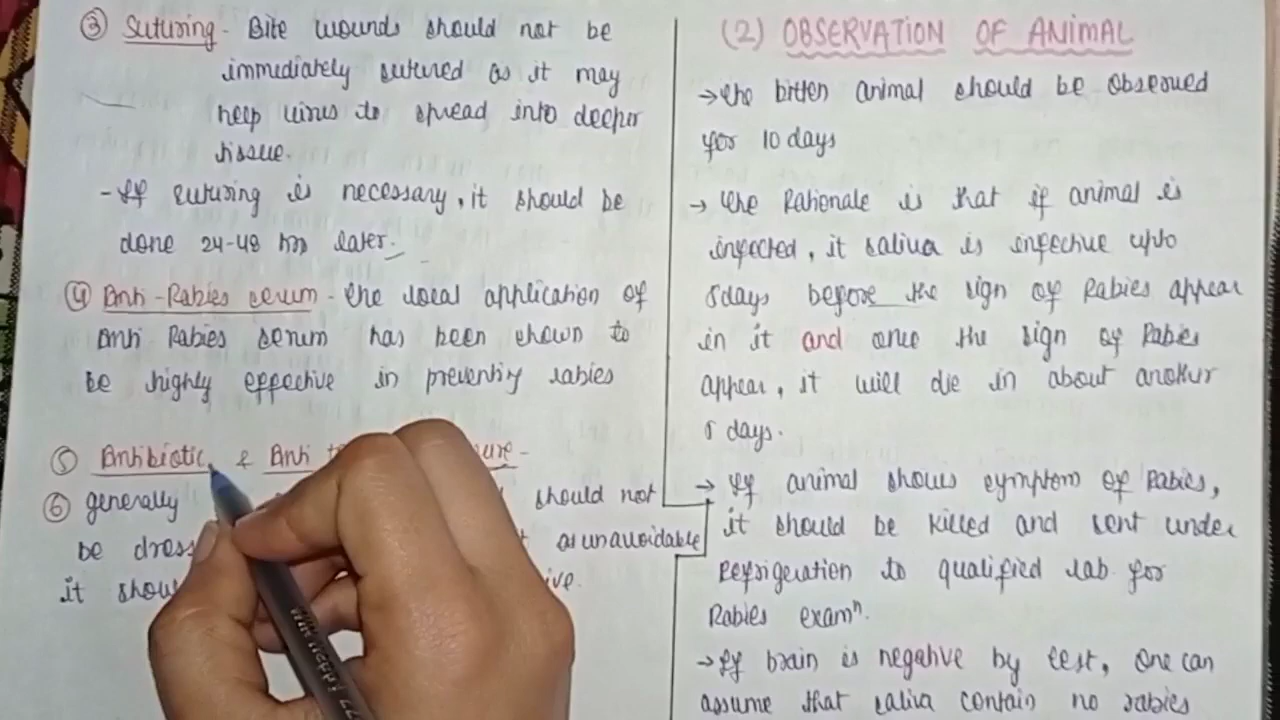 ③ Suturing - Bite wounds should not be
immediately sutured as it may
help virus to spread into deeper
tissue.
- If suturing is necessary, it should be
done 24-48 hrs later.
④ Anti-Rabies serum - the local application of
Anti Rabies serum has been shown to
be highly effective in preventing rabies
⑤ Antibiotic & Anti
⑥ generally should not
be as unavoidable
it
(2) OBSERVATION OF ANIMAL
→ the bitten animal should be observed
for 10 days
→ the Rationale is that if animal is
infected, it saliva is infective upto
5days before the sign of Rabies appear
in it and once the sign of Rabies
appear, it will die in about another
5 days.
→ If animal shows symptom of Rabies,
it should be killed and sent under
Refrigeration to qualified lab for
Rabies examⁿ.
→ If brain is negative by test, one can
assume that saliva contain no rabies